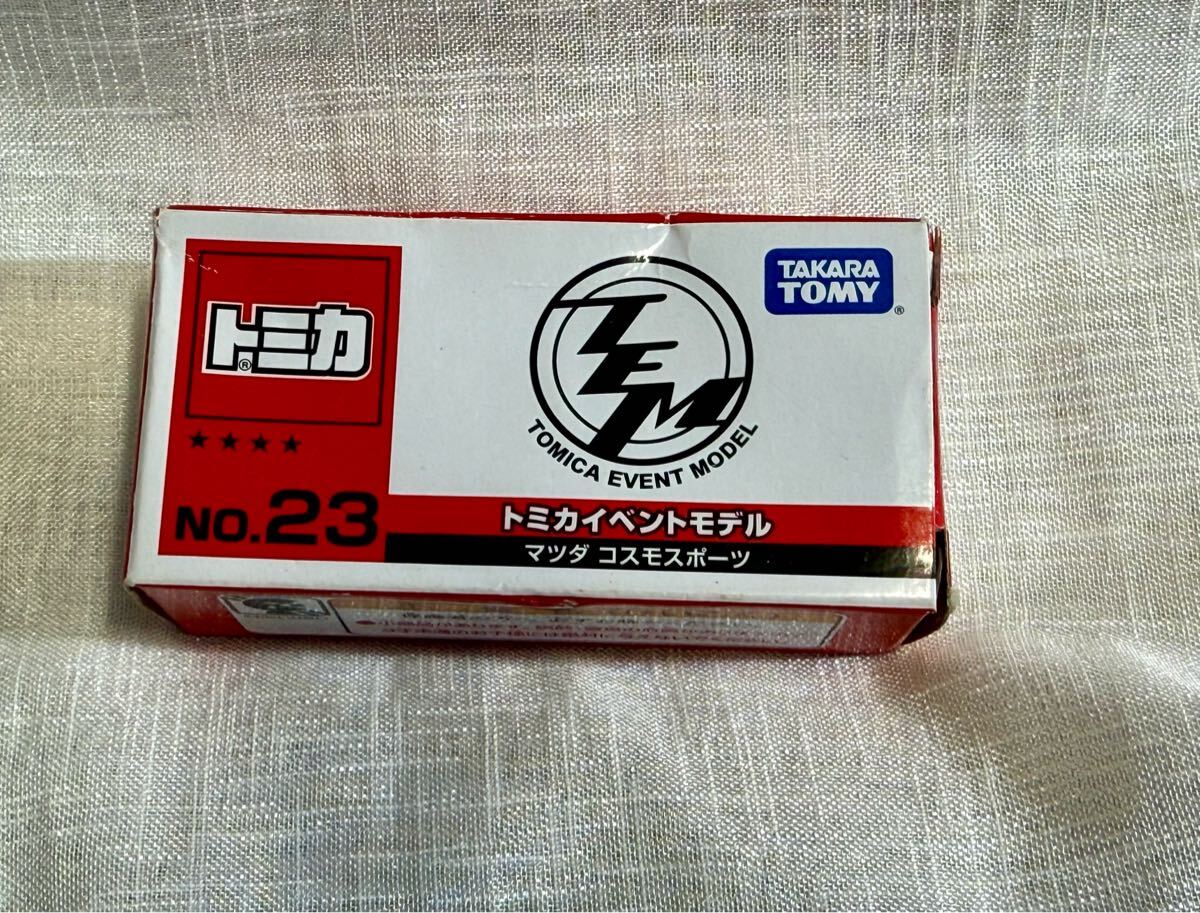 トミカ®
★★★★
NO.23
TEM
TOMICA EVENT MODEL
TAKARA
TOMY®
トミカイベントモデル
マツダ コスモスポーツ